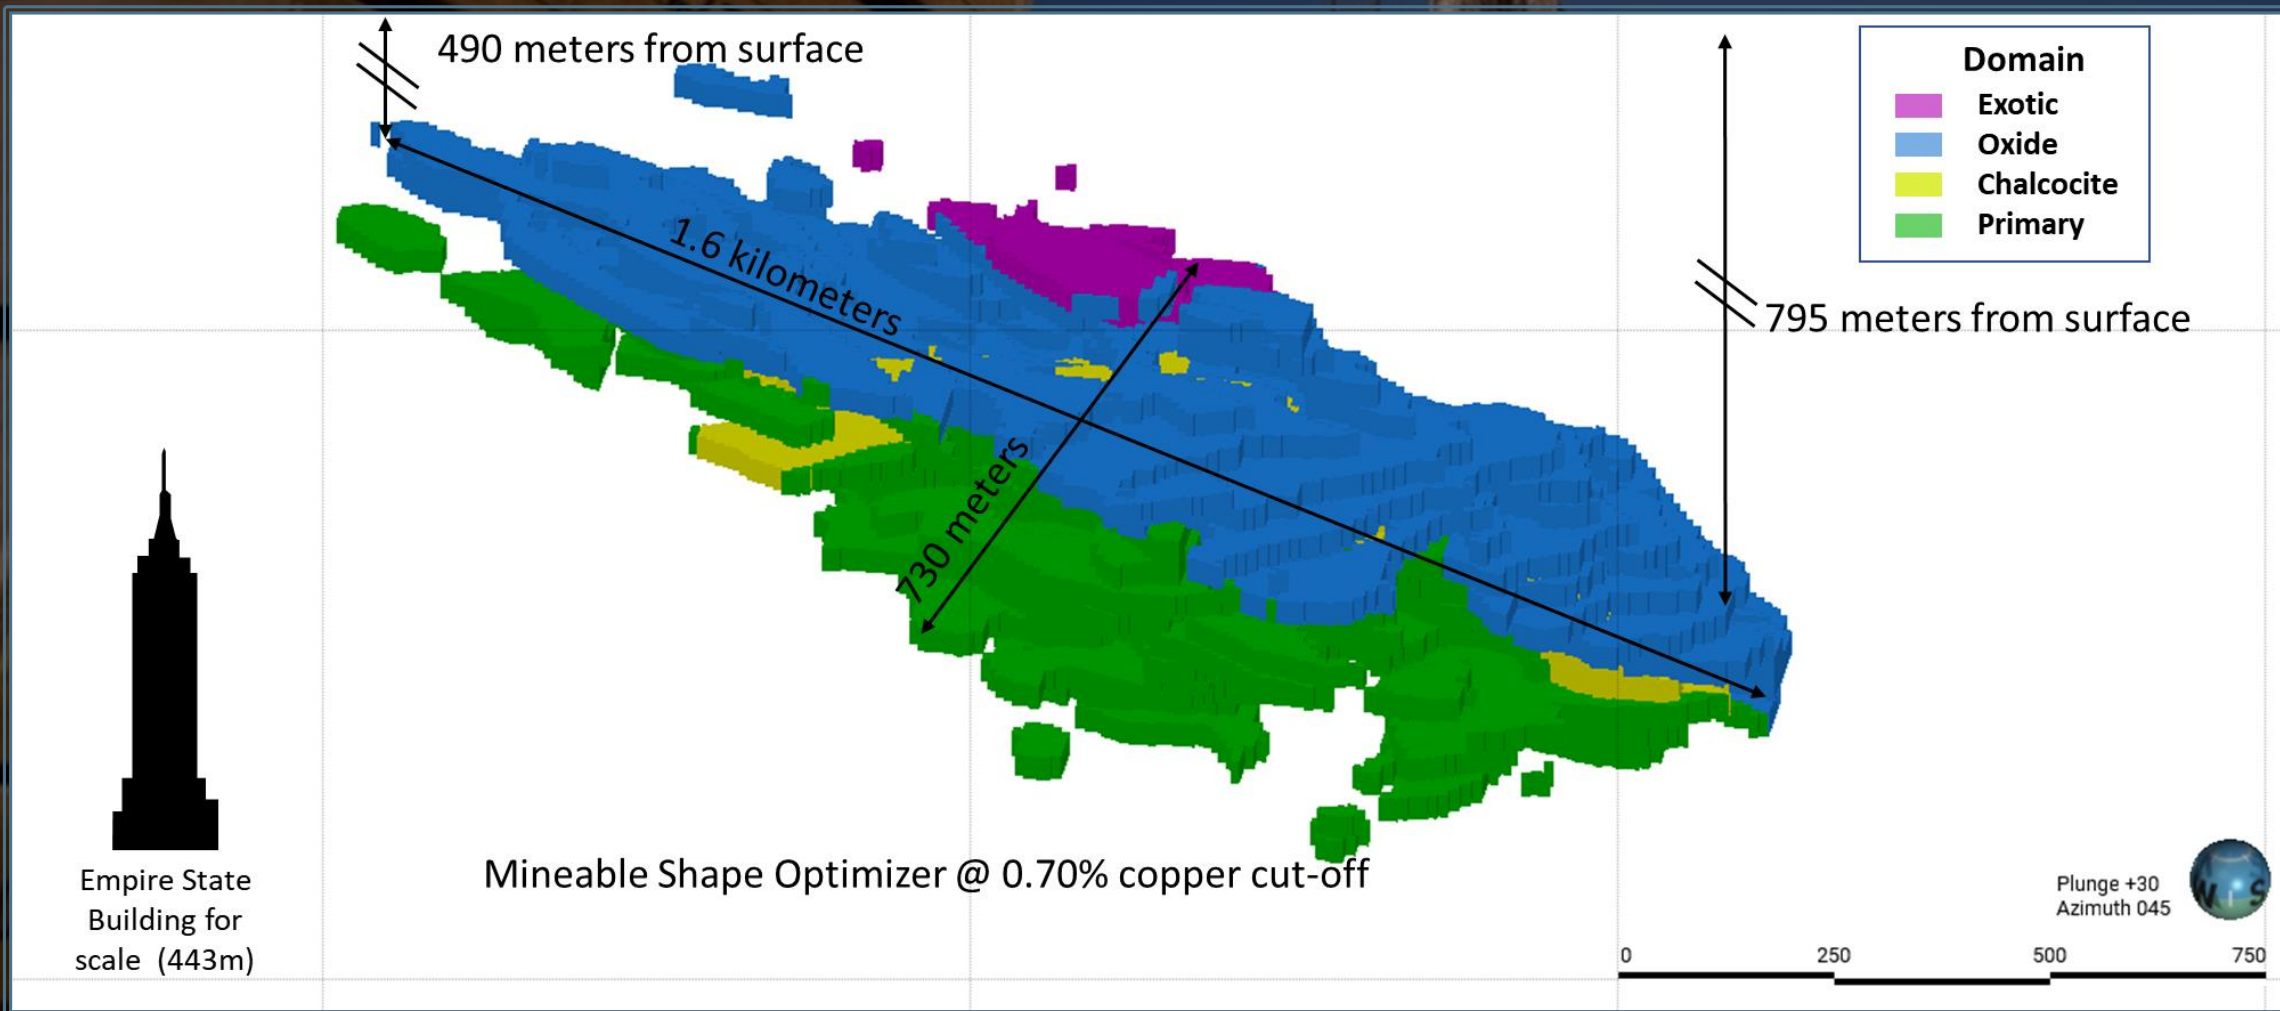 490 meters from surface
Domain
Exotic
Oxide
Chalcocite
Primary
1.6 kilometers
795 meters from surface
730 meters
Empire State
Building for
scale (443m)
Mineable Shape Optimizer @ 0.70% copper cut-off
Plunge +30
Azimuth 045
N S
0 250 500 750